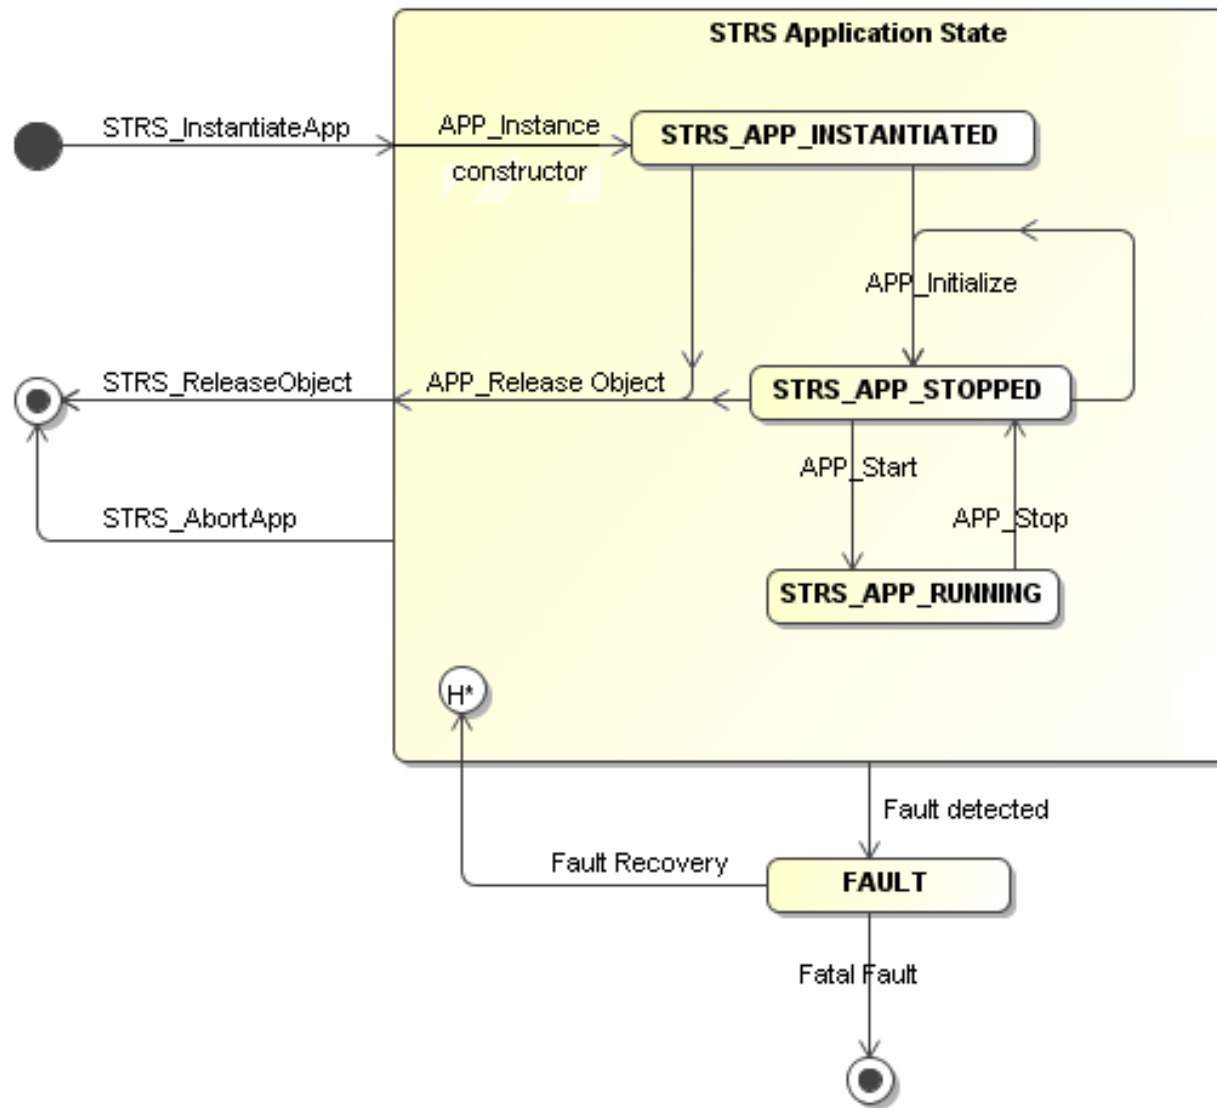 STRS Application State
STRS_InstantiateApp
APP_Instance
constructor
STRS_APP_INSTANTIATED
APP_Initialize
STRS_ReleaseObject
APP_Release Object
STRS_APP_STOPPED
APP_Start
STRS_AbortApp
APP_Stop
STRS_APP_RUNNING
H*
Fault detected
Fault Recovery
FAULT
Fatal Fault